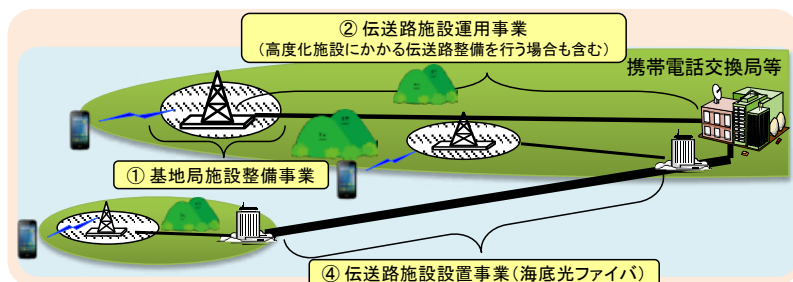 ② 伝送路施設運用事業
(高度化施設にかかる伝送路整備を行う場合も含む)
携帯電話交換局等
① 基地局施設整備事業
④ 伝送路施設設置事業(海底光ファイバ)